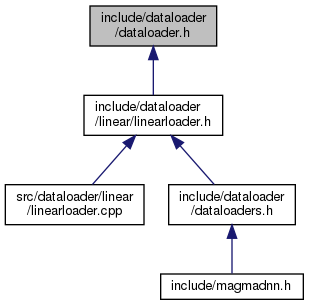 include/dataloader
/dataloader.h
include/dataloader
/linear/linearloader.h
src/dataloader/linear
/linearloader.cpp
include/dataloader
/dataloaders.h
include/magmadnn.h